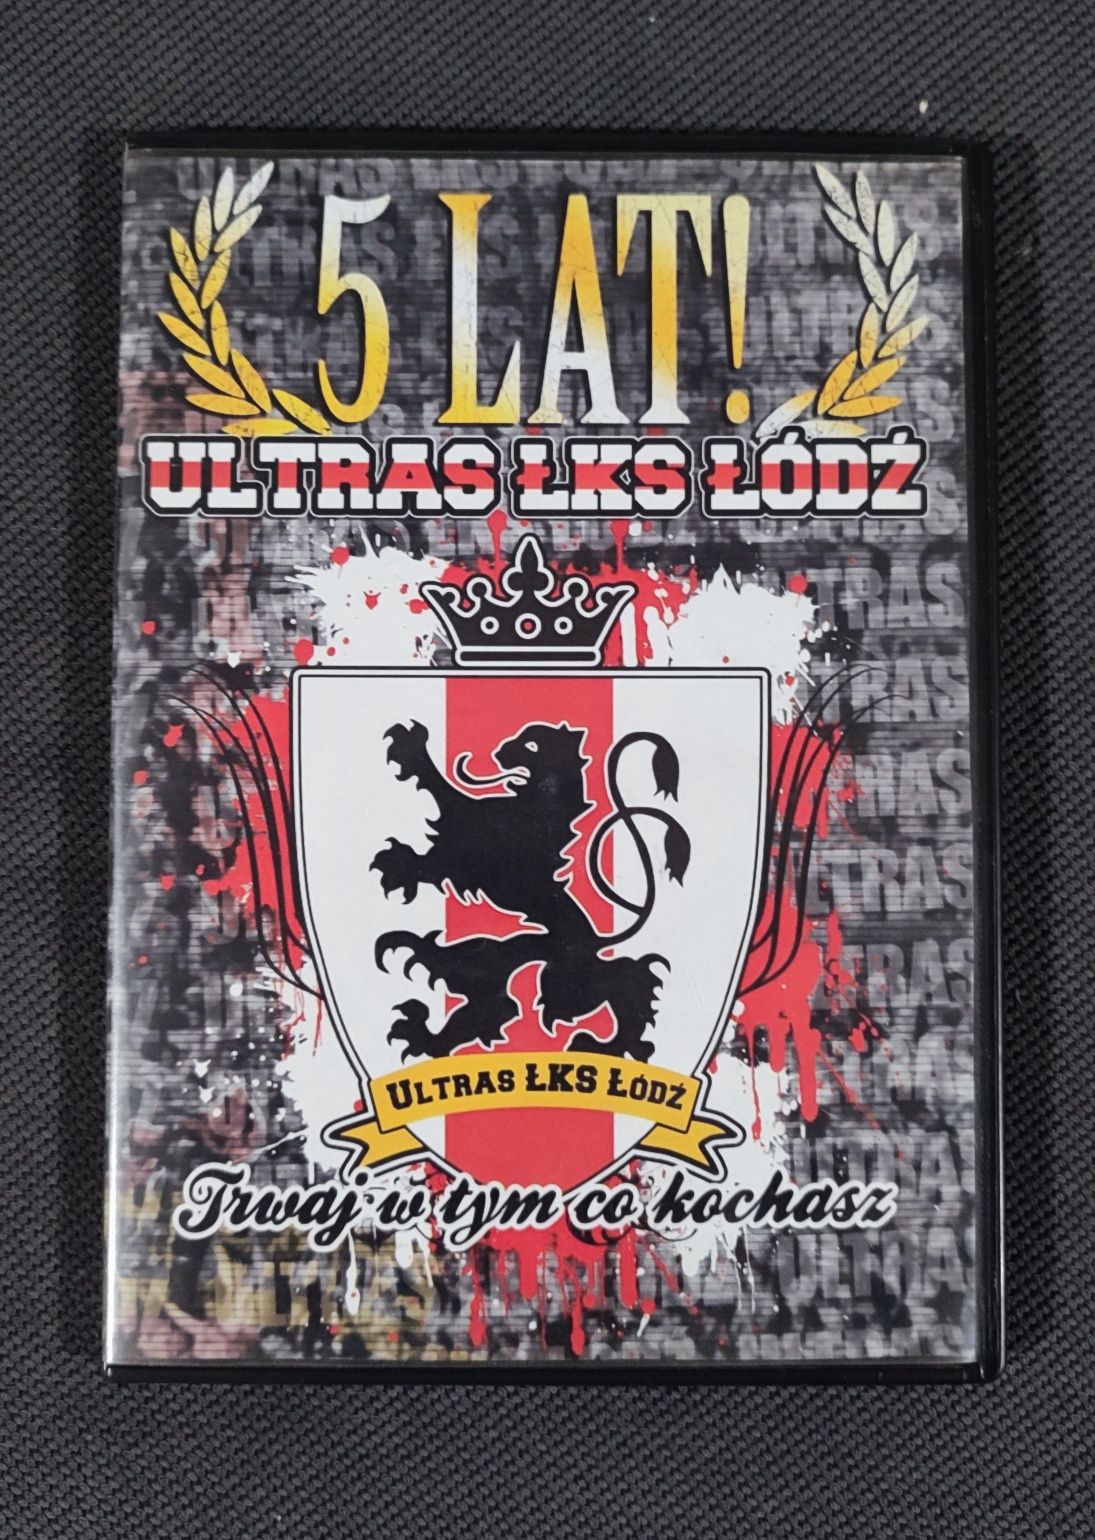 5 LAT!
ULTRAS ŁKS ŁÓDŹ
ULTRAS ŁKS ŁÓDŹ
Trwaj w tym co kochasz